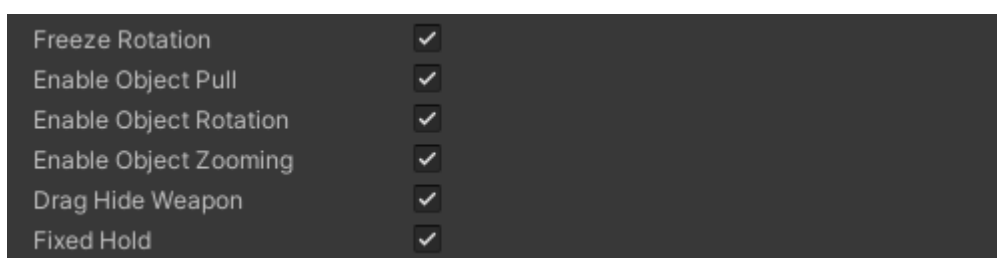 Freeze Rotation
Enable Object Pull
Enable Object Rotation
Enable Object Zooming
Drag Hide Weapon
Fixed Hold